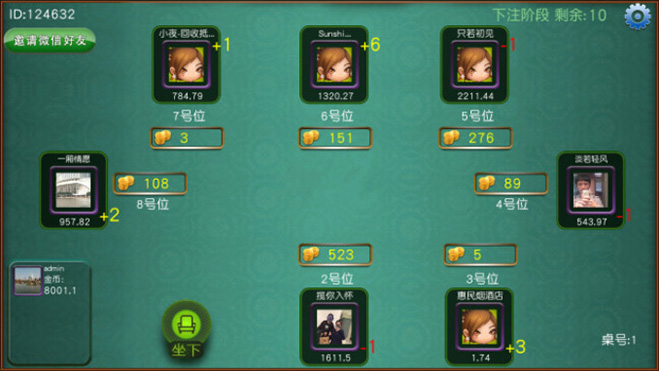 ID:124632
下注阶段 剩余:10
邀请微信好友
小夜-回收抵...
+1
784.79
7号位
3
Sunshi...
+6
1320.27
6号位
151
只若初见
-1
2211.44
5号位
276
一厢情愿
957.82
+2
108
8号位
淡若轻风
543.97
-1
89
4号位
523
2号位
揽你入怀
1611.5
-1
5
3号位
惠民烟酒店
1.74
+3
admin
金币:
8001.1
坐下
桌号:1